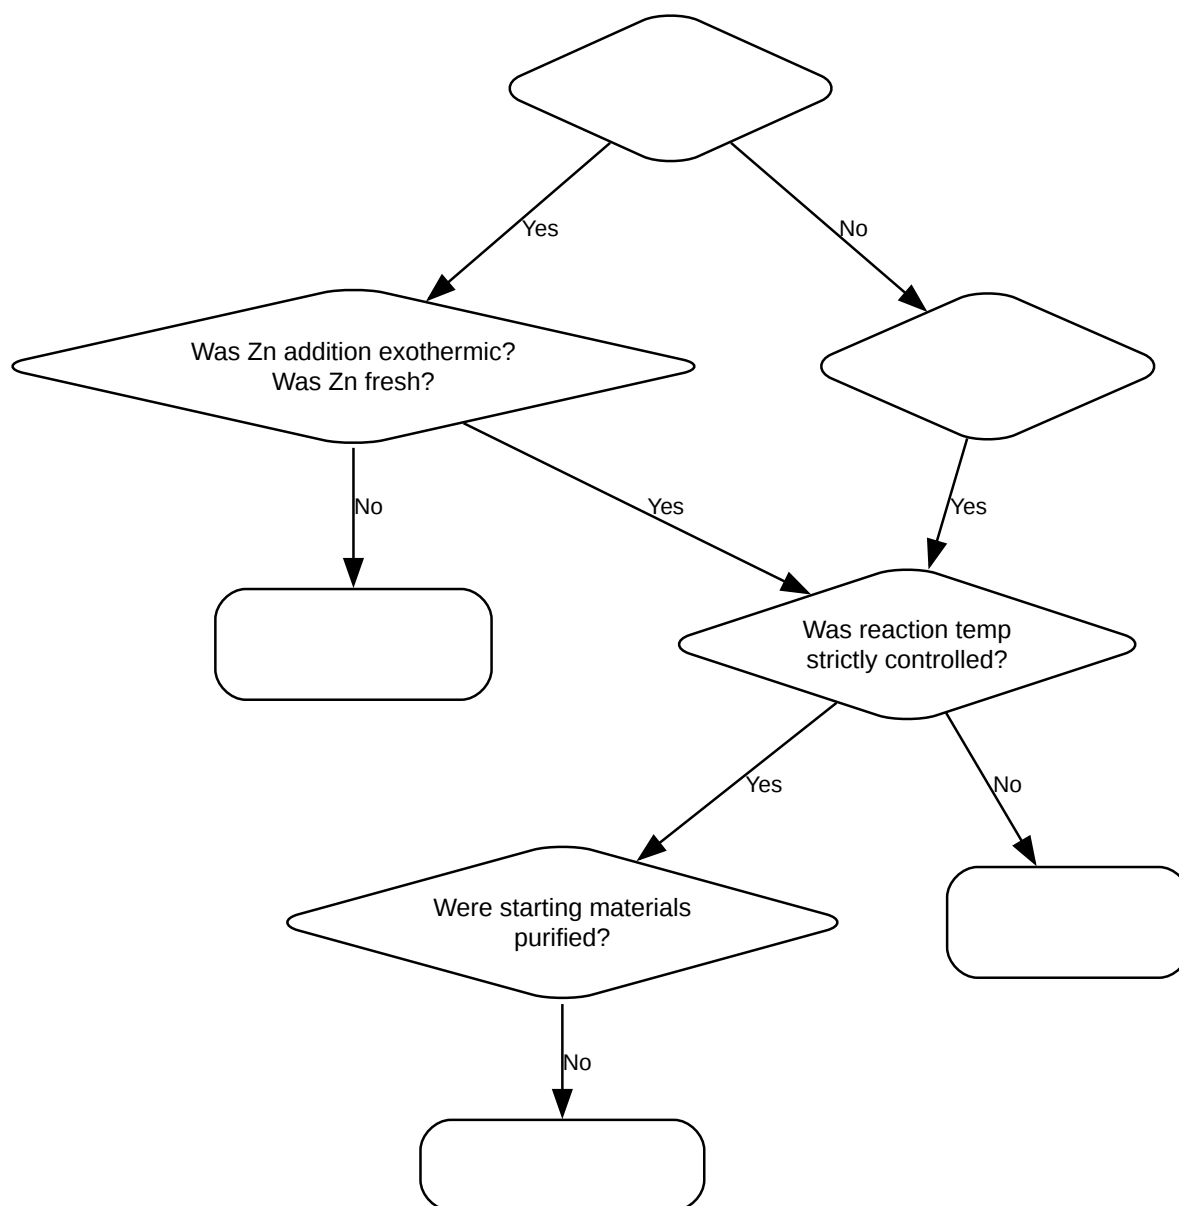 Yes
No
Was Zn addition exothermic?
Was Zn fresh?
No
Yes
Yes
Was reaction temp
strictly controlled?
Yes
No
Were starting materials
purified?
No